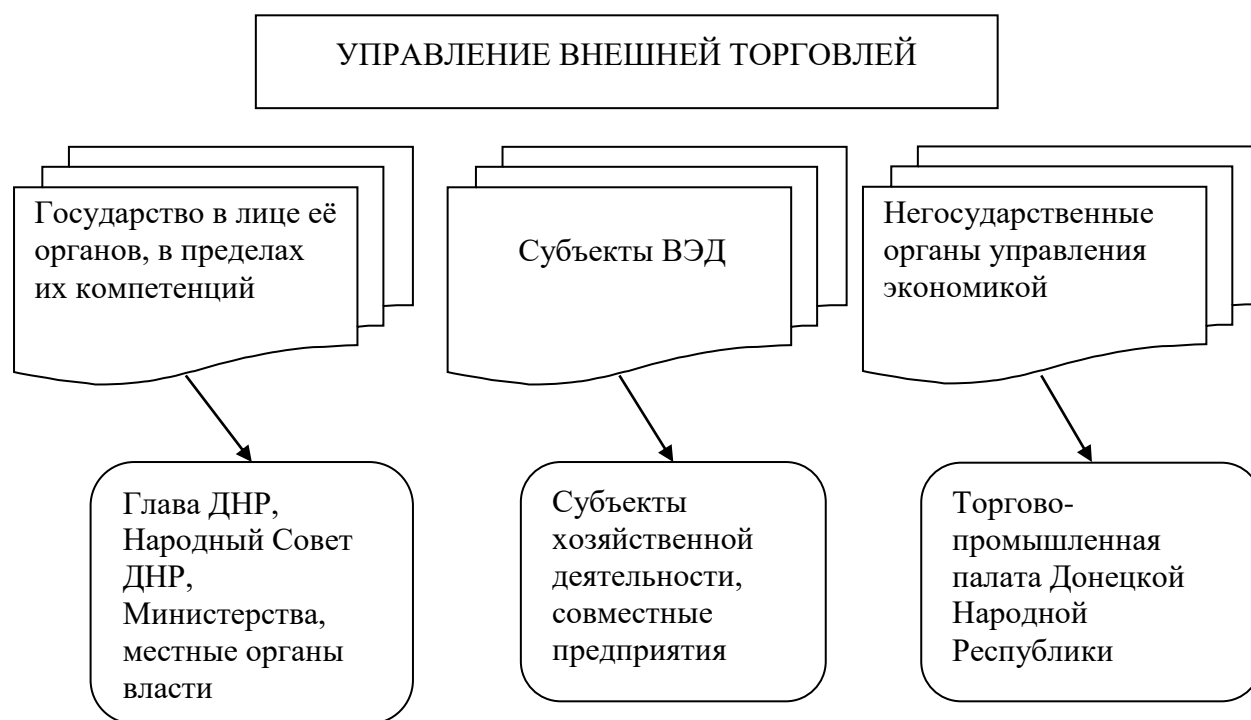 УПРАВЛЕНИЕ ВНЕШНЕЙ ТОРГОВЛЕЙ
Государство в лице её
органов, в пределах
их компетенций
Субъекты ВЭД
Негосударственные
органы управления
экономикой
Глава ДНР,
Народный Совет
ДНР,
Министерства,
местные органы
власти
Субъекты
хозяйственной
деятельности,
совместные
предприятия
Торгово-
промышленная
палата Донецкой
Народной
Республики